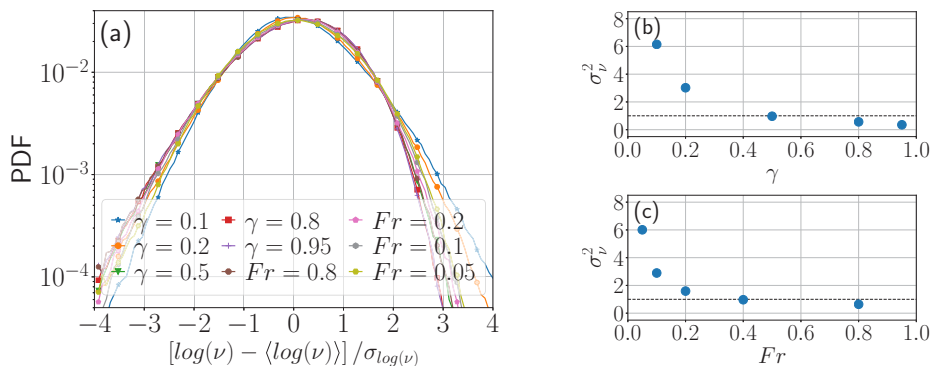 (a)
PDF
10^{-2}
10^{-3}
10^{-4}
γ = 0.1 γ = 0.8 Fr = 0.2
γ = 0.2 γ = 0.95 Fr = 0.1
γ = 0.5 Fr = 0.8 Fr = 0.05
−4 −3 −2 −1 0 1 2 3 4
[log(ν) − ⟨log(ν)⟩] / σ_{log(ν)}
(b)
σ_ν^2
8
6
4
2
0
0.0 0.2 0.4 0.6 0.8 1.0
γ
(c)
σ_ν^2
8
6
4
2
0
0.0 0.2 0.4 0.6 0.8 1.0
Fr